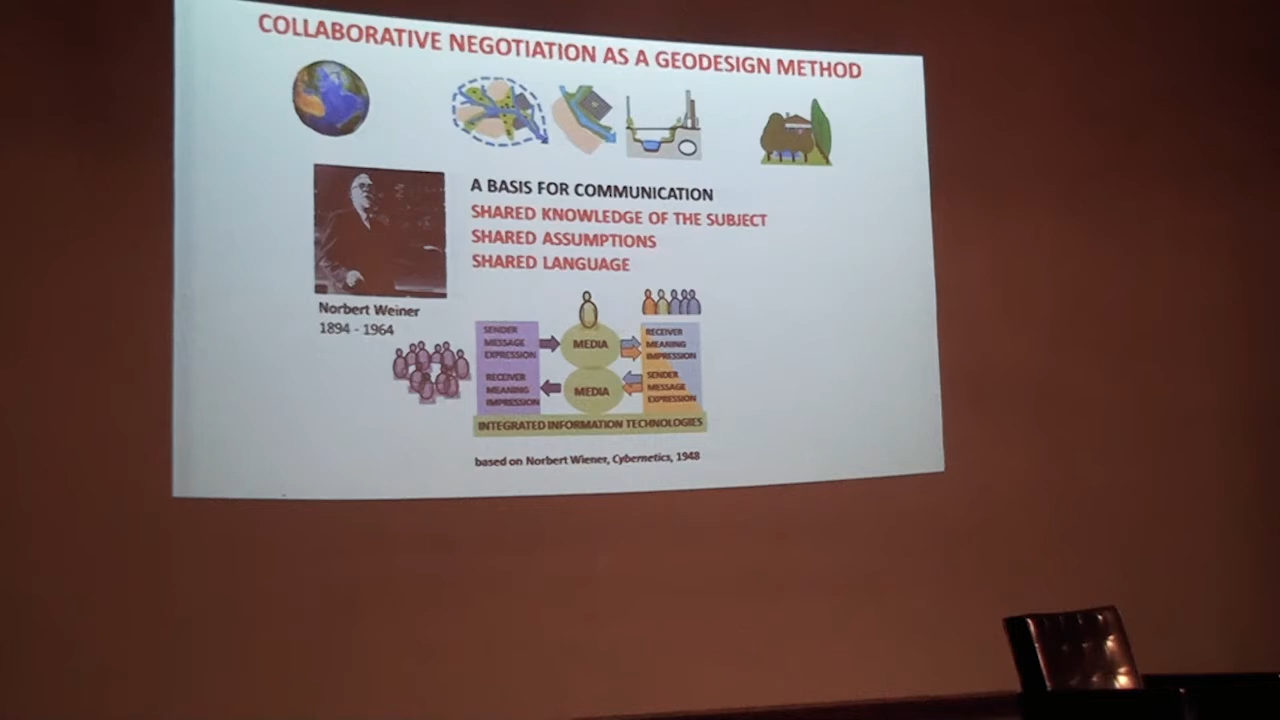 COLLABORATIVE NEGOTIATION AS A GEODESIGN METHOD
A BASIS FOR COMMUNICATION
SHARED KNOWLEDGE OF THE SUBJECT
SHARED ASSUMPTIONS
SHARED LANGUAGE
Norbert Weiner
1894 - 1964
SENDER
MESSAGE
EXPRESSION
MEDIA
RECEIVER
MEANING
IMPRESSION
RECEIVER
MEANING
IMPRESSION
MEDIA
SENDER
MESSAGE
EXPRESSION
INTEGRATED INFORMATION TECHNOLOGIES
based on Norbert Wiener, Cybernetics, 1948